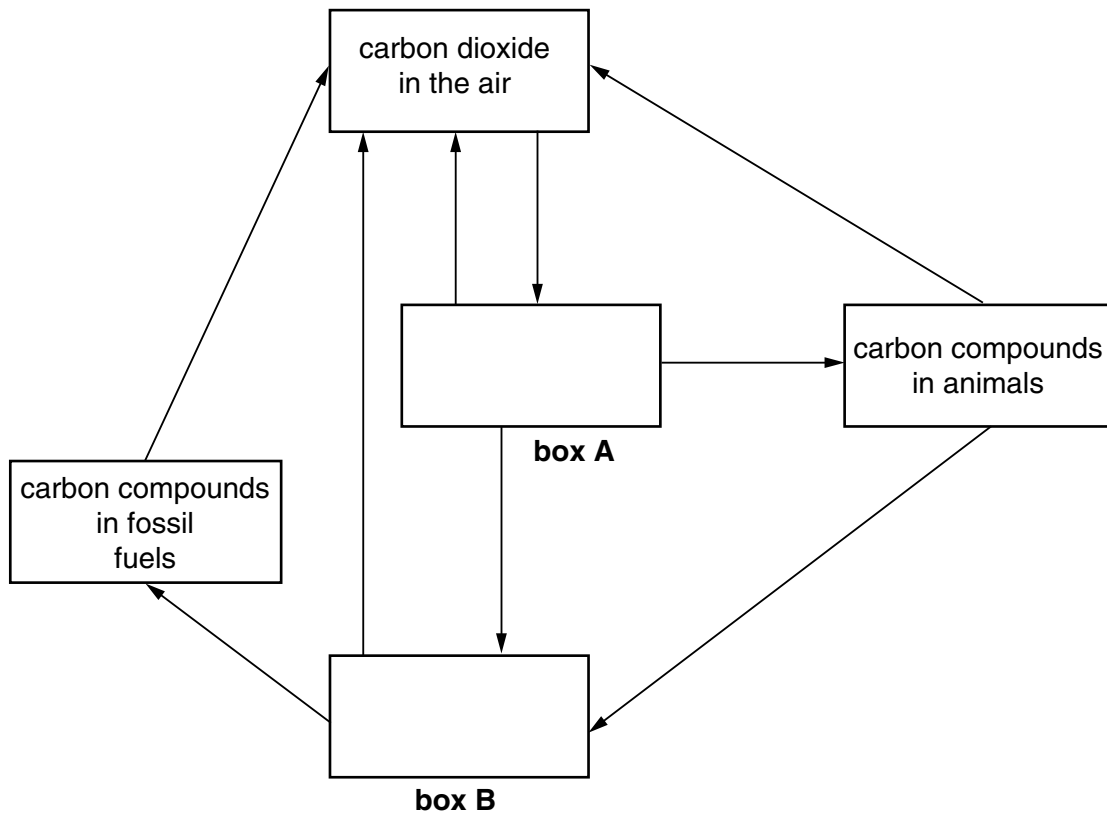 carbon dioxide
in the air
carbon compounds
in animals
box A
carbon compounds
in fossil
fuels
box B